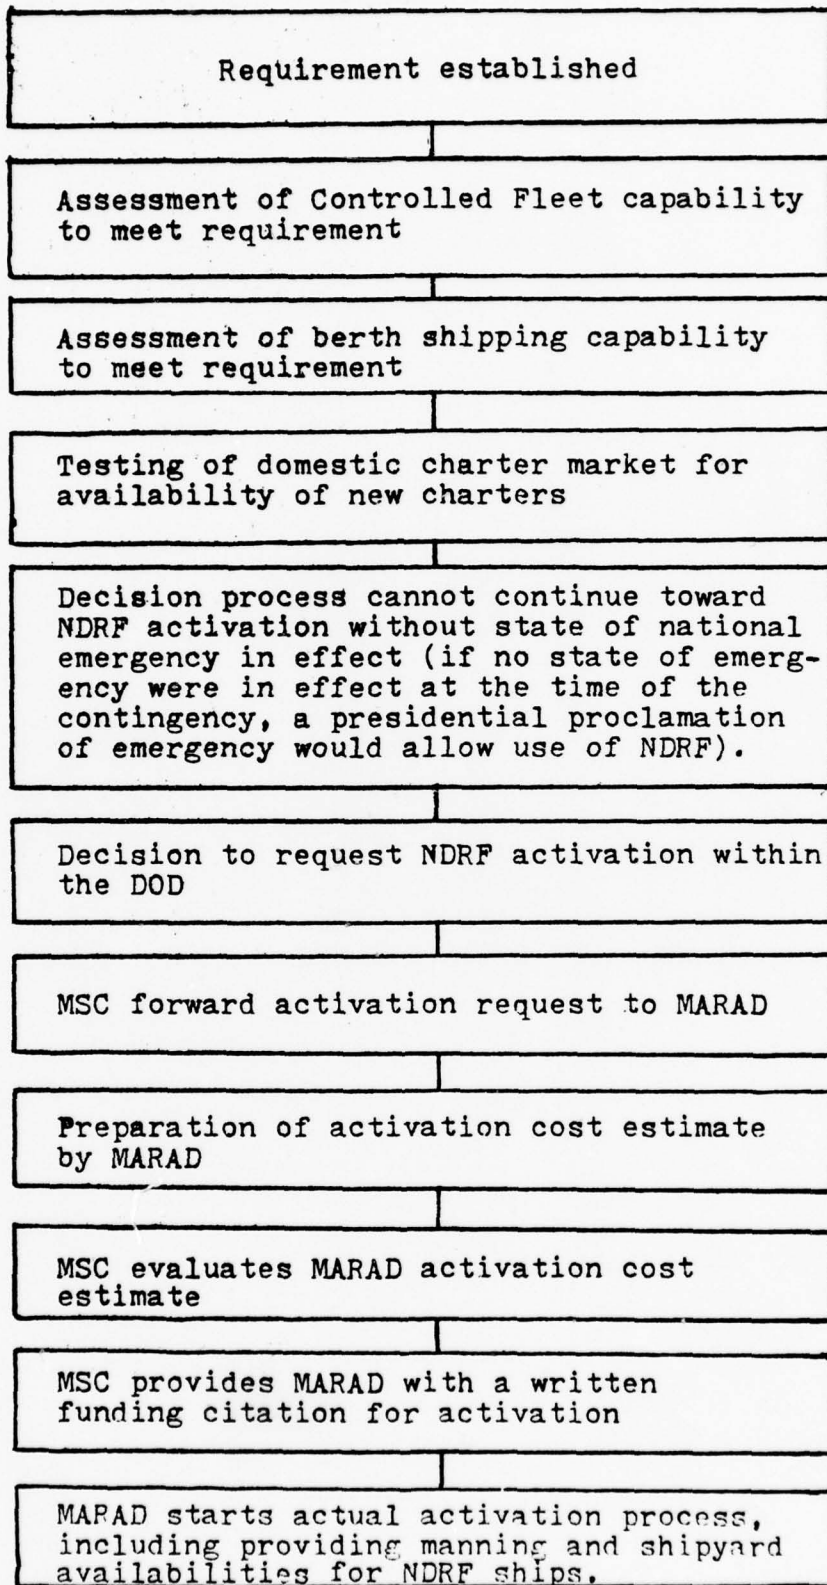 Requirement established
Assessment of Controlled Fleet capability
to meet requirement
Assessment of berth shipping capability
to meet requirement
Testing of domestic charter market for
availability of new charters
Decision process cannot continue toward
NDRF activation without state of national
emergency in effect (if no state of emerg-
ency were in effect at the time of the
contingency, a presidential proclamation
of emergency would allow use of NDRF).
Decision to request NDRF activation within
the DOD
MSC forward activation request to MARAD
Preparation of activation cost estimate
by MARAD
MSC evaluates MARAD activation cost
estimate
MSC provides MARAD with a written
funding citation for activation
MARAD starts actual activation process,
including providing manning and shipyard
availabilities for NDRF ships.